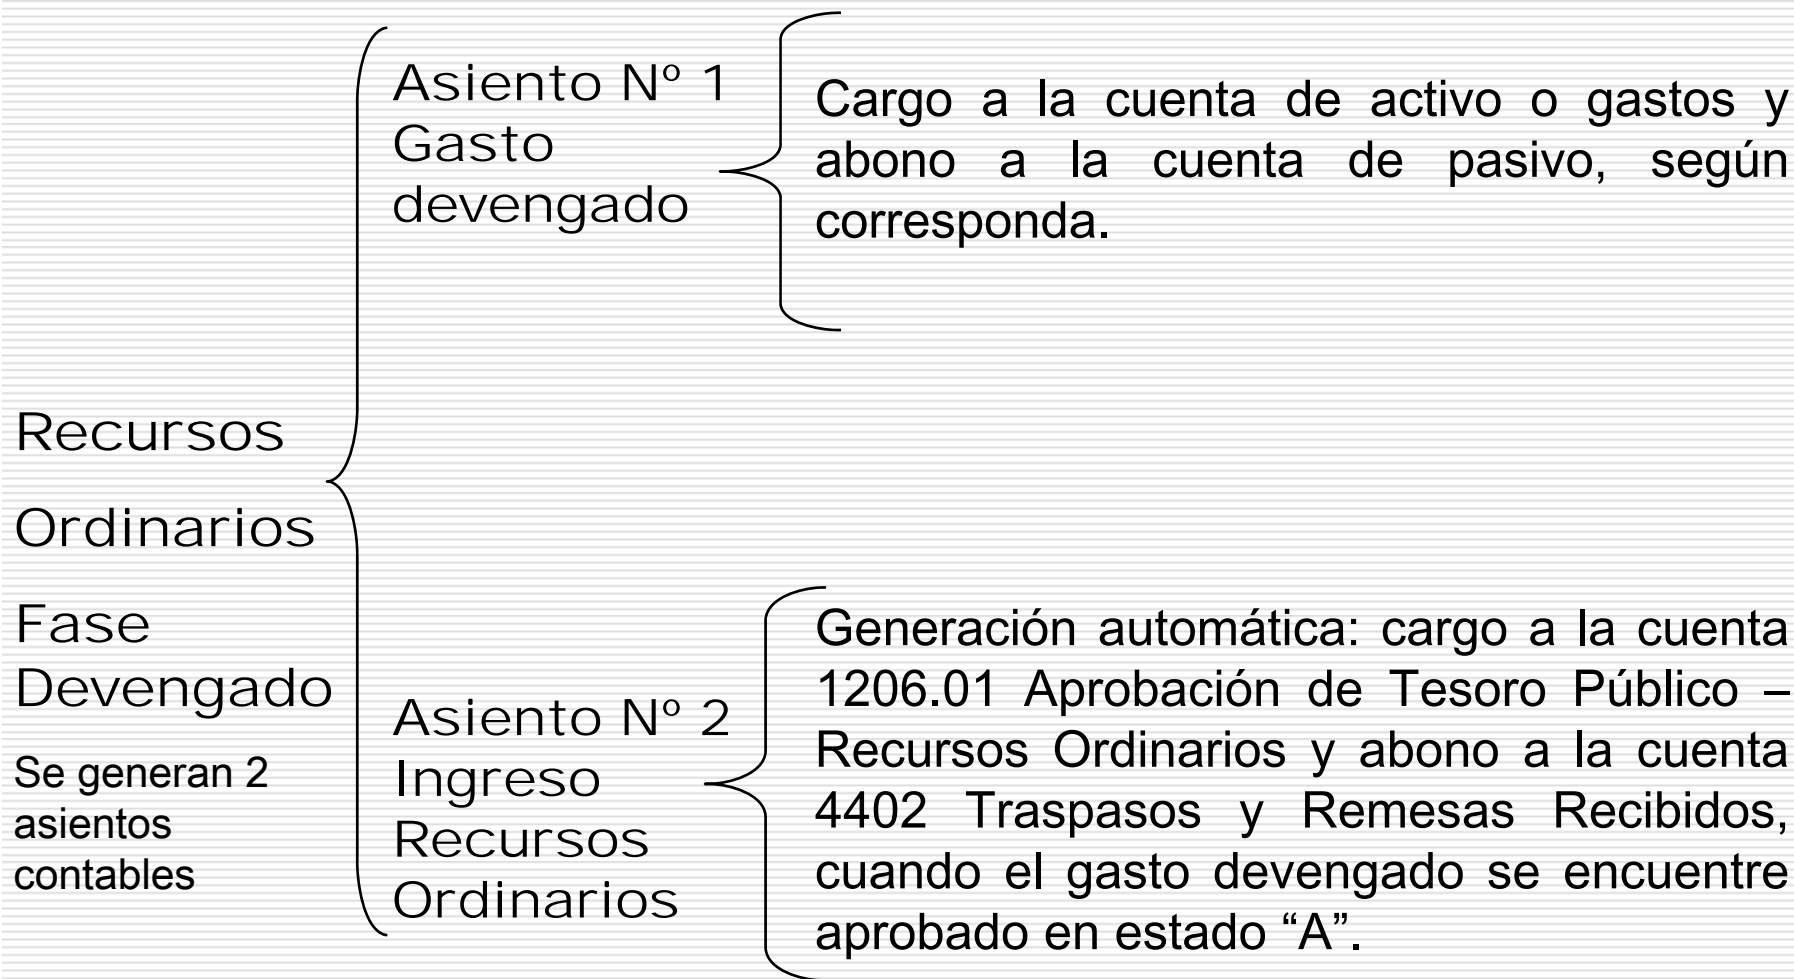 Recursos
Ordinarios
Fase
Devengado
Se generan 2
asientos
contables
Asiento Nº 1
Gasto
devengado
Cargo a la cuenta de activo o gastos y
abono a la cuenta de pasivo, según
corresponda.
Asiento Nº 2
Ingreso
Recursos
Ordinarios
Generación automática: cargo a la cuenta
1206.01 Aprobación de Tesoro Público –
Recursos Ordinarios y abono a la cuenta
4402 Traspasos y Remesas Recibidos,
cuando el gasto devengado se encuentre
aprobado en estado “A”.